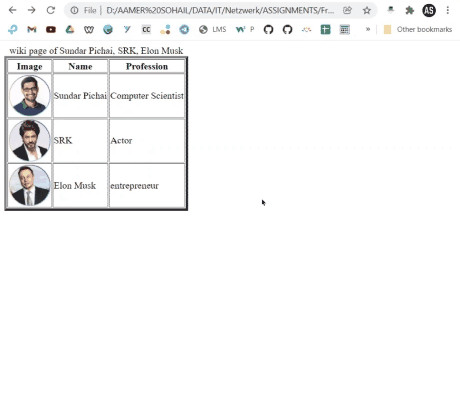 File | D:/AAMER%20SOHAIL/DATA/IT/Netzwerk/ASSIGNMENTS/Fr... AS
CC LMS P » Other bookmarks
wiki page of Sundar Pichai, SRK, Elon Musk
Image Name Profession
Sundar Pichai Computer Scientist
SRK Actor
Elon Musk entrepreneur